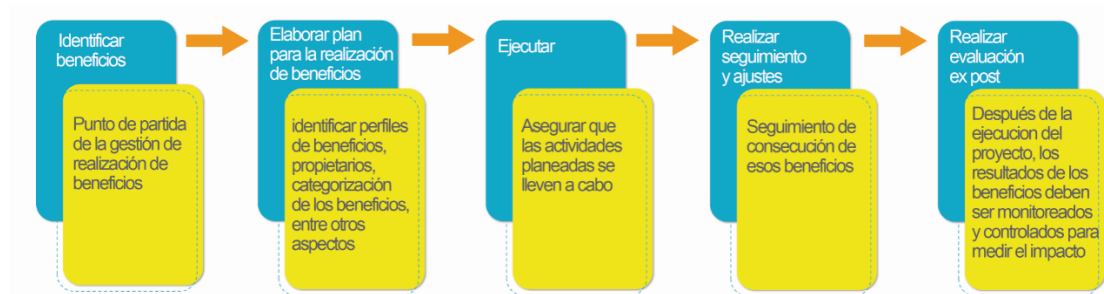 Identificar
beneficios
Punto de partida
de la gestión de
realización de
beneficios
Elaborar plan
para la realización
de beneficios
identificar perfiles
de beneficios,
propietarios,
categorización
de los beneficios,
entre otros
aspectos
Ejecutar
Asegurar que
las actividades
planeadas se
lleven a cabo
Realizar
seguimiento
y ajustes
Seguimiento de
consecución de
esos beneficios
Realizar
evaluación
ex post
Después de la
ejecucion del
proyecto, los
resultados de los
beneficios deben
ser monitoreados
y controlados para
medir el impacto